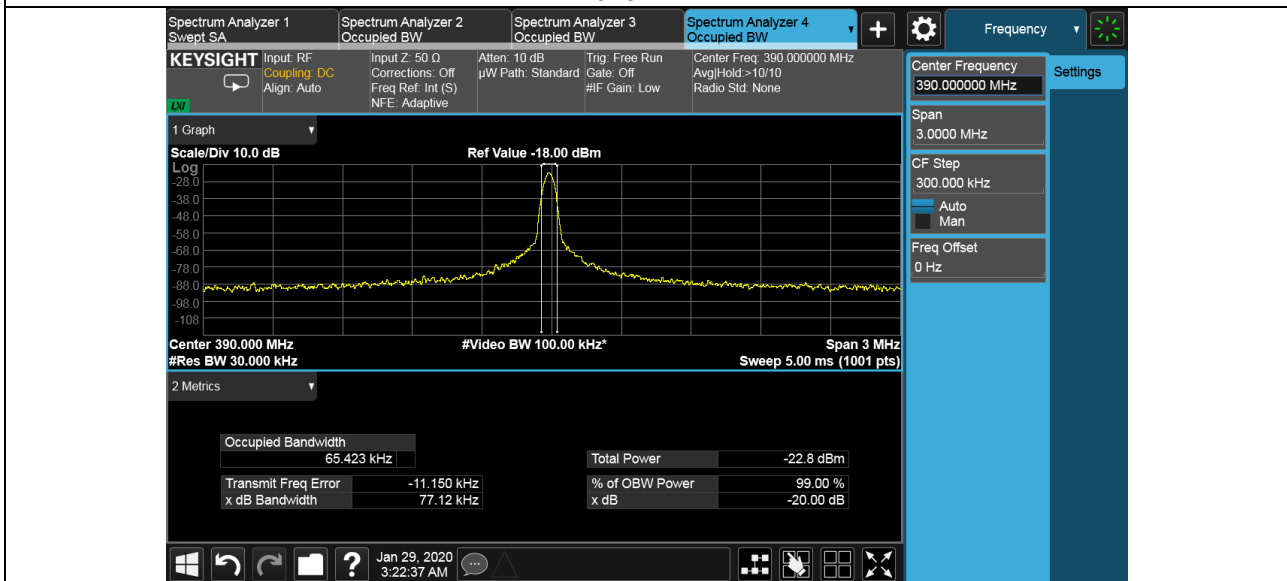 Spectrum Analyzer 1
Swept SA
Spectrum Analyzer 2
Occupied BW
Spectrum Analyzer 3
Occupied BW
Spectrum Analyzer 4
Occupied BW
+
Frequency
KEYSIGHT
LXI
Input: RF
Coupling: DC
Align: Auto
Input Z: 50 Ω
Corrections: Off
Freq Ref: Int (S)
NFE: Adaptive
Atten: 10 dB
µW Path: Standard
Trig: Free Run
Gate: Off
#IF Gain: Low
Center Freq: 390.000000 MHz
Avg|Hold:>10/10
Radio Std: None
Center Frequency
390.000000 MHz
Settings
Span
3.0000 MHz
CF Step
300.000 kHz
Auto
Man
Freq Offset
0 Hz
1 Graph
Scale/Div 10.0 dB
Ref Value -18.00 dBm
Log
-28.0
-38.0
-48.0
-58.0
-68.0
-78.0
-88.0
-98.0
-108
Center 390.000 MHz
#Video BW 100.00 kHz*
Span 3 MHz
#Res BW 30.000 kHz
Sweep 5.00 ms (1001 pts)
2 Metrics
Occupied Bandwidth
65.423 kHz
Total Power -22.8 dBm
Transmit Freq Error -11.150 kHz
% of OBW Power 99.00 %
x dB Bandwidth 77.12 kHz
x dB -20.00 dB
?
Jan 29, 2020
3:22:37 AM